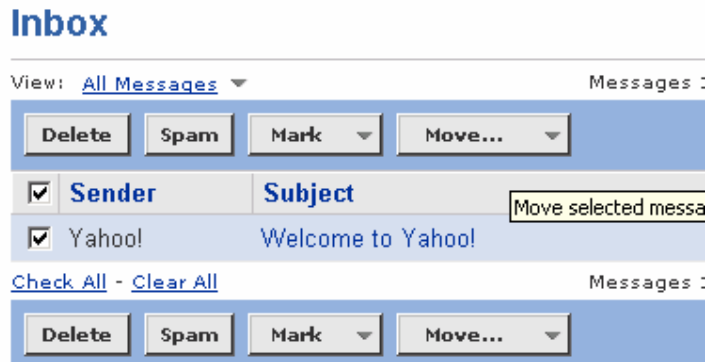 Inbox
View: All Messages Messages
Delete Spam Mark Move...
Sender Subject
Move selected
Yahoo! Welcome to Yahoo!
Check All - Clear All Messages
Delete Spam Mark Move...